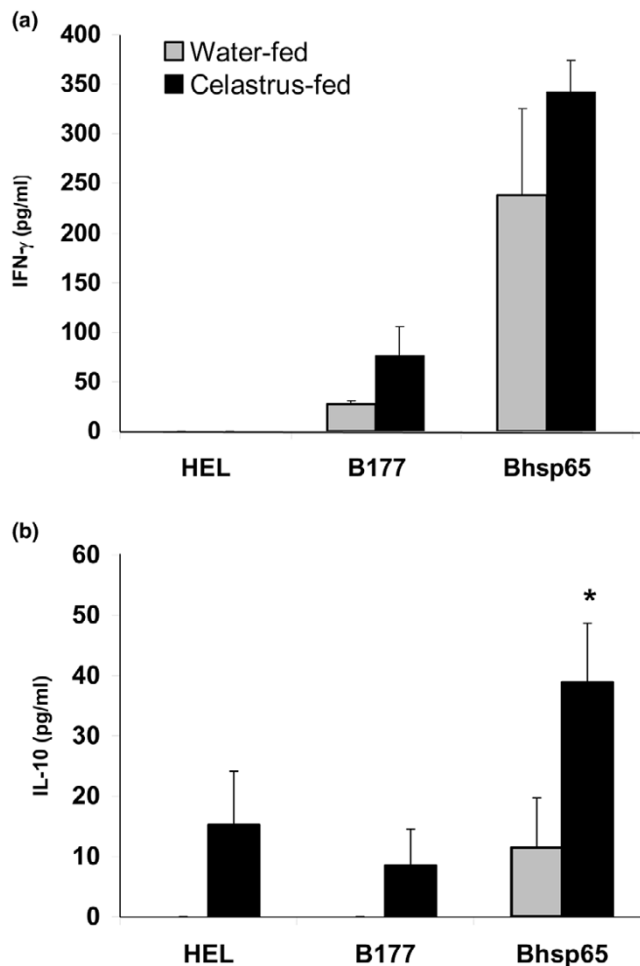 (a)
400
350
300
250
200
100
50
0
IFN-γ (pg/ml)
Water-fed
Celastrus-fed
HEL B177 Bhsp65
(b)
60
50
40
30
20
10
0
IL-10 (pg/ml)
*
HEL B177 Bhsp65